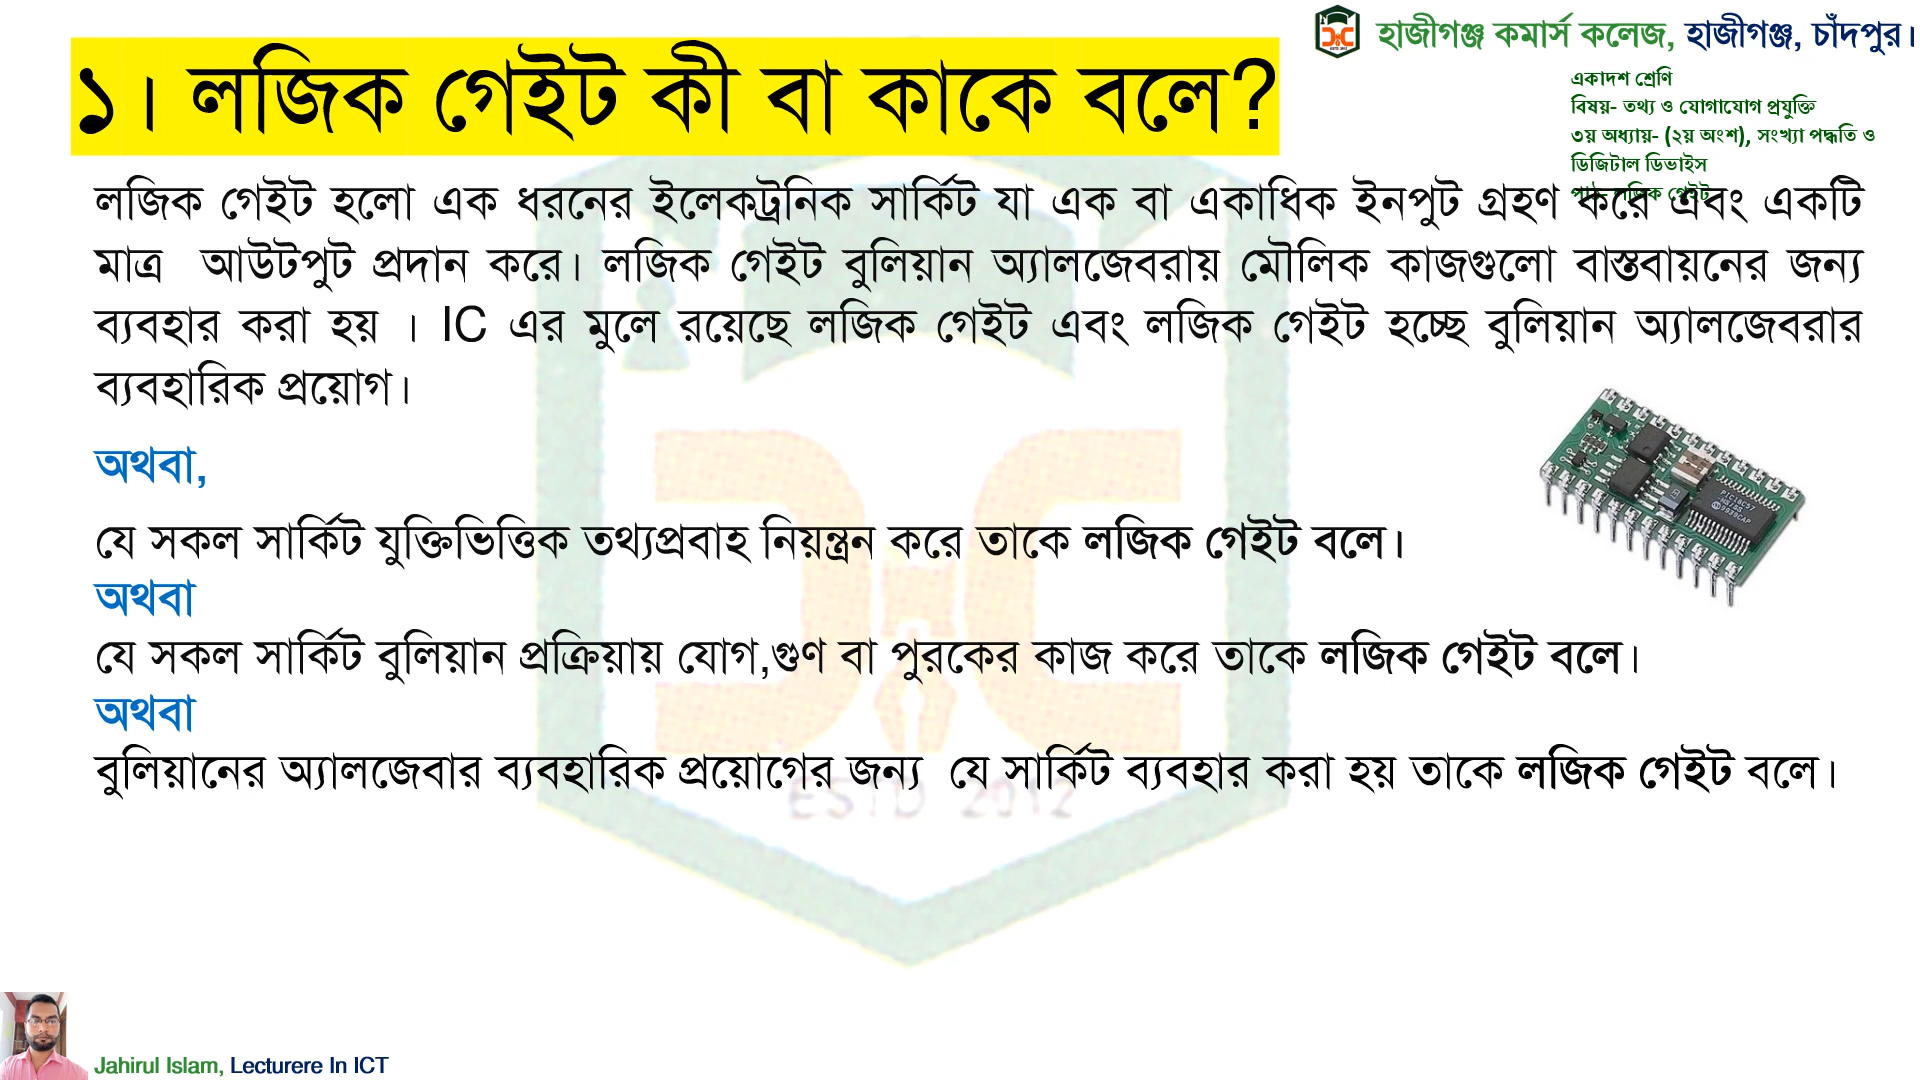 হাজীগঞ্জ কমার্স কলেজ, হাজীগঞ্জ, চাঁদপুর।
একাদশ শ্রেণি
বিষয়- তথ্য ও যোগাযোগ প্রযুক্তি
৩য় অধ্যায়- (২য় অংশ), সংখ্যা পদ্ধতি ও
ডিজিটাল ডিভাইস
পাঠ- লজিক গেইট
১। লজিক গেইট কী বা কাকে বলে?
লজিক গেইট হলো এক ধরনের ইলেকট্রনিক সার্কিট যা এক বা একাধিক ইনপুট গ্রহণ করে এবং একটি
মাত্র আউটপুট প্রদান করে। লজিক গেইট বুলিয়ান অ্যালজেবরায় মৌলিক কাজগুলো বাস্তবায়নের জন্য
ব্যবহার করা হয় । IC এর মুলে রয়েছে লজিক গেইট এবং লজিক গেইট হচ্ছে বুলিয়ান অ্যালজেবরার
ব্যবহারিক প্রয়োগ।
অথবা,
যে সকল সার্কিট যুক্তিভিত্তিক তথ্যপ্রবাহ নিয়ন্ত্রন করে তাকে লজিক গেইট বলে।
অথবা
যে সকল সার্কিট বুলিয়ান প্রক্রিয়ায় যোগ,গুণ বা পুরকের কাজ করে তাকে লজিক গেইট বলে।
অথবা
বুলিয়ানের অ্যালজেবার ব্যবহারিক প্রয়োগের জন্য যে সার্কিট ব্যবহার করা হয় তাকে লজিক গেইট বলে।
ESTD 2012
Jahirul Islam, Lecturere In ICT